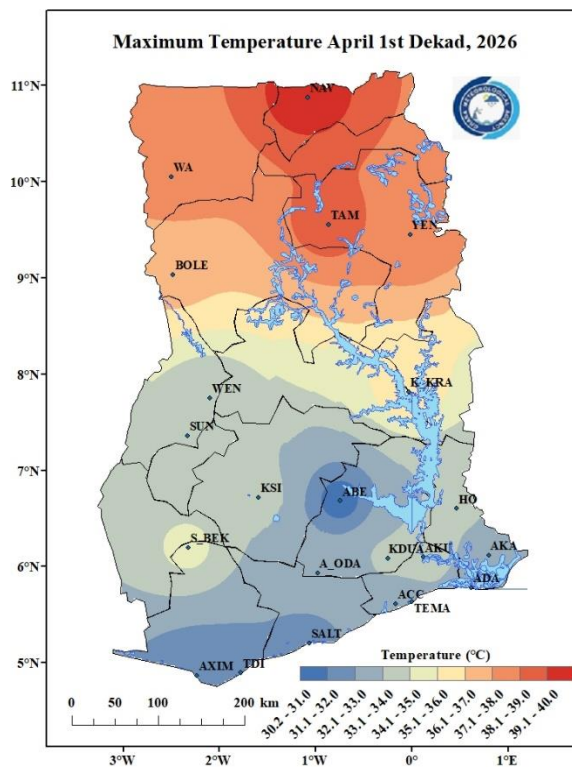 Maximum Temperature April 1st Dekad, 2026
11°N
NAV
WA
10°N
TAM
YEN
BOLE
9°N
8°N
K_KRA
WEN
SUN
7°N
KSI
ABE
HO
S_BEK
6°N
A_ODA
KDUA
AKU
AKA
ADA
ACC
TEMA
SALT
5°N
AXIM
TDI
Temperature (°C)
0 50 100 200
km
30.2 - 31.0
31.1 - 32.0
32.1 - 33.0
33.1 - 34.0
34.1 - 35.0
35.1 - 36.0
36.1 - 37.0
37.1 - 38.0
38.1 - 39.0
39.1 - 40.0
3°W 2°W 1°W 0° 1°E